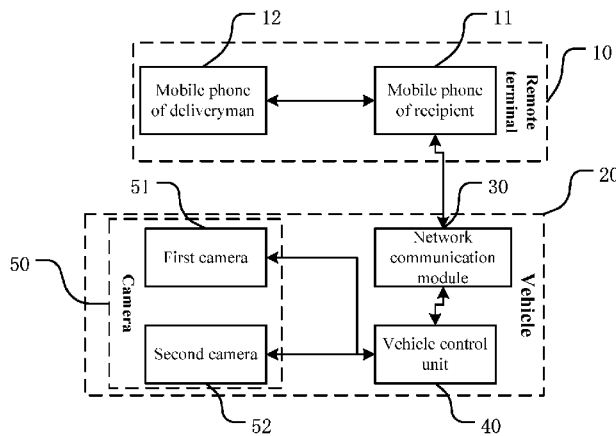 12
11
10
Mobile phone
of deliveryman
Mobile phone
of recipient
Remote
terminal
51
30
20
50
First camera
Network
communication
module
Camera
Vehicle
Second camera
Vehicle control
unit
52
40